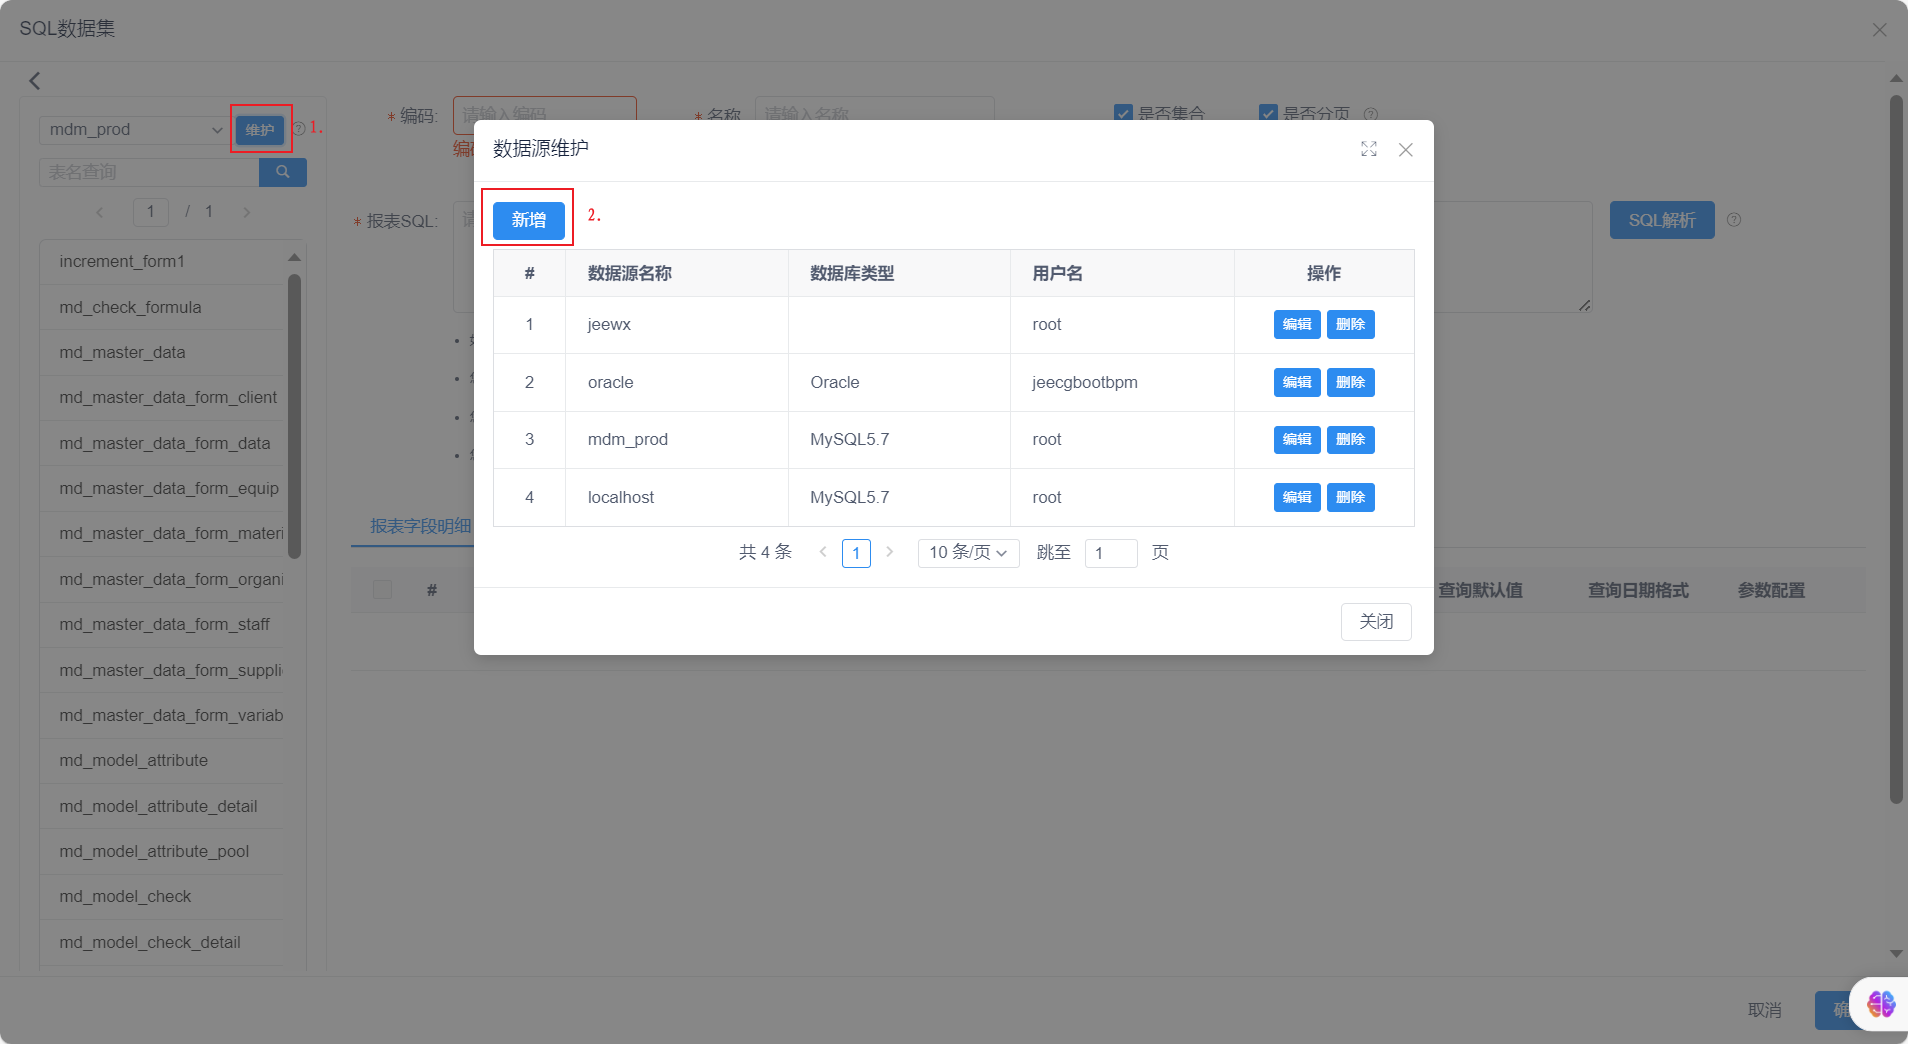 SQL数据集
mdm_prod
维护
1.
表名查询
1 / 1
increment_form1
md_check_formula
md_master_data
md_master_data_form_client
md_master_data_form_data
md_master_data_form_equip
md_master_data_form_materi
md_master_data_form_organi
md_master_data_form_staff
md_master_data_form_suppli
md_master_data_form_variab
md_model_attribute
md_model_attribute_detail
md_model_attribute_pool
md_model_check
md_model_check_detail
* 编码:
请输入编码
* 名称
请输入名称
是否集合
是否分页
* 报表SQL:
SQL解析
报表字段明细
#
查询默认值
查询日期格式
参数配置
数据源维护
新增
2.
# 数据源名称 数据库类型 用户名 操作
1 jeewx root 编辑 删除
2 oracle Oracle jeecgbootbpm 编辑 删除
3 mdm_prod MySQL5.7 root 编辑 删除
4 localhost MySQL5.7 root 编辑 删除
共 4 条 1 10 条/页 跳至 1 页
关闭
取消